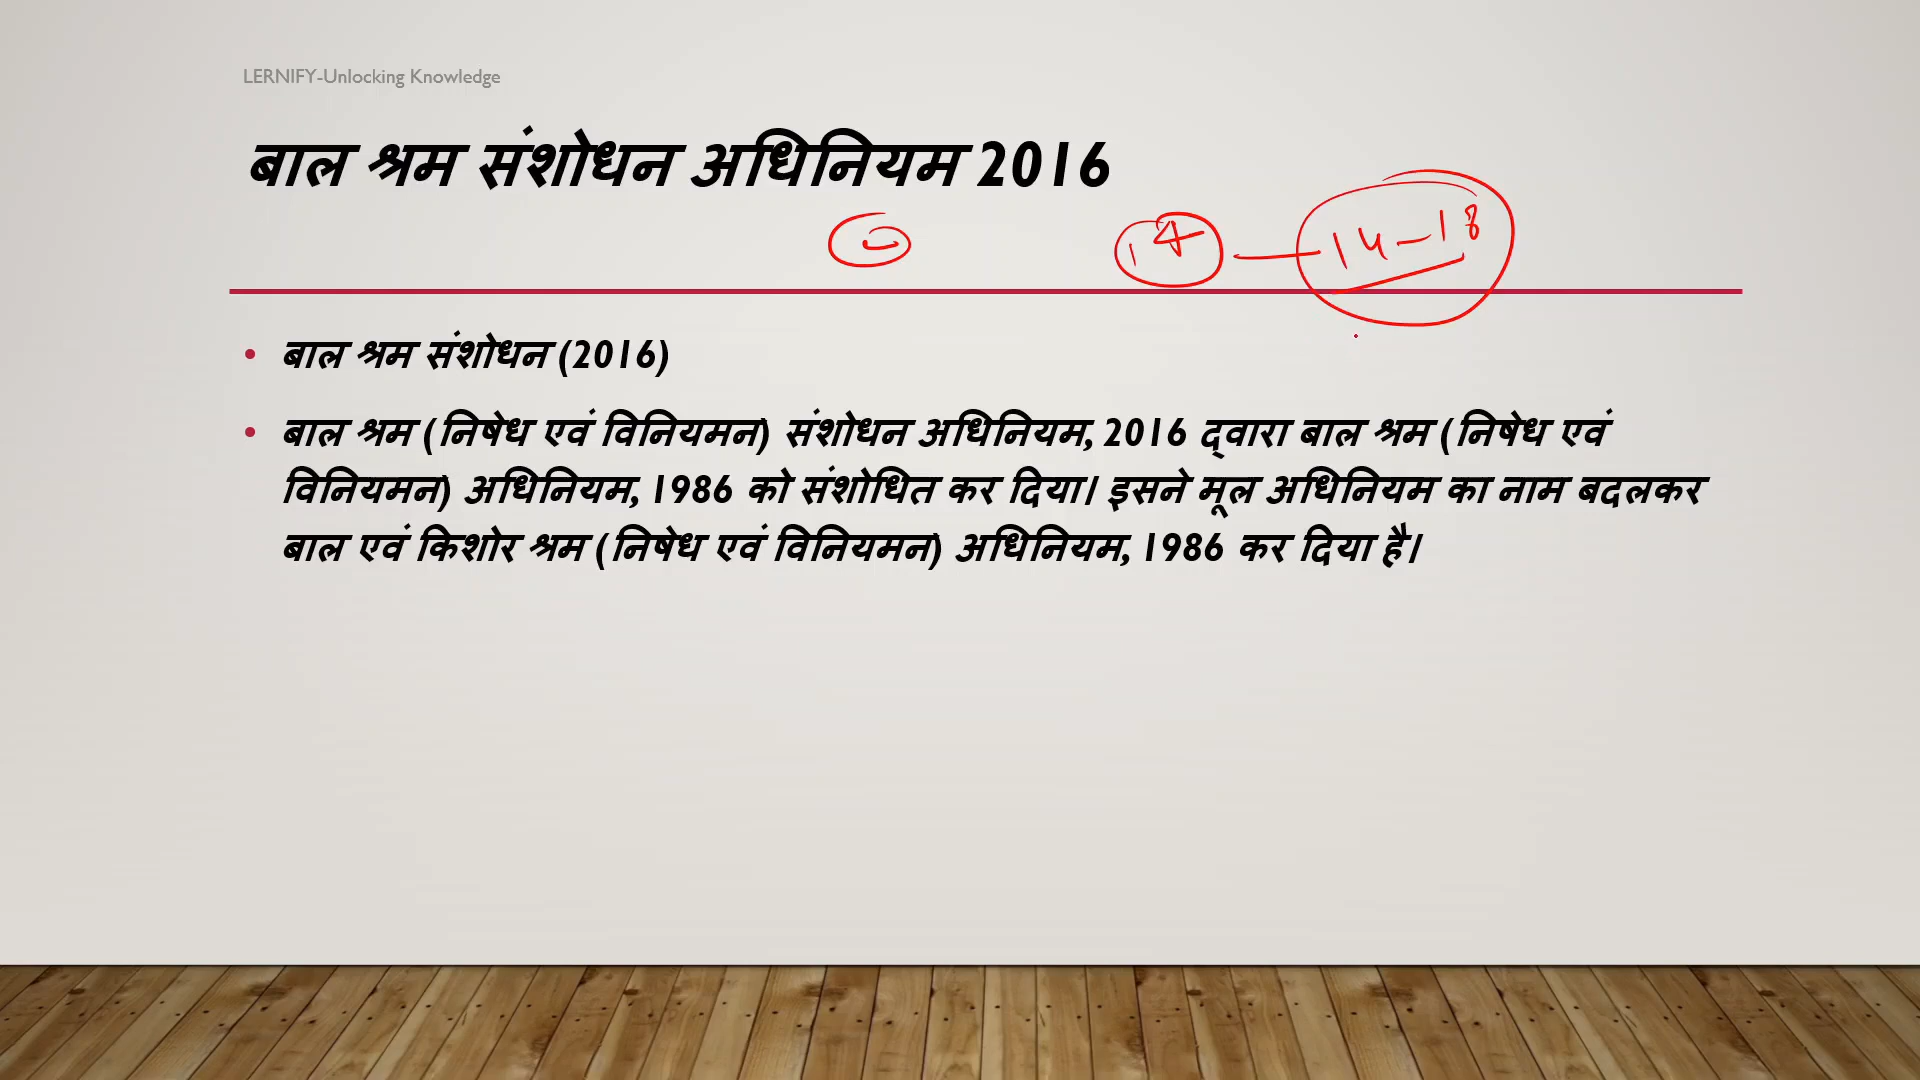 LERNIFY-Unlocking Knowledge
बाल श्रम संशोधन अधिनियम 2016
14 — 14-18
• बाल श्रम संशोधन (2016)
• बाल श्रम (निषेध एवं विनियमन) संशोधन अधिनियम, 2016 द्वारा बाल श्रम (निषेध एवं
विनियमन) अधिनियम, 1986 को संशोधित कर दिया। इसने मूल अधिनियम का नाम बदलकर
बाल एवं किशोर श्रम (निषेध एवं विनियमन) अधिनियम, 1986 कर दिया है।